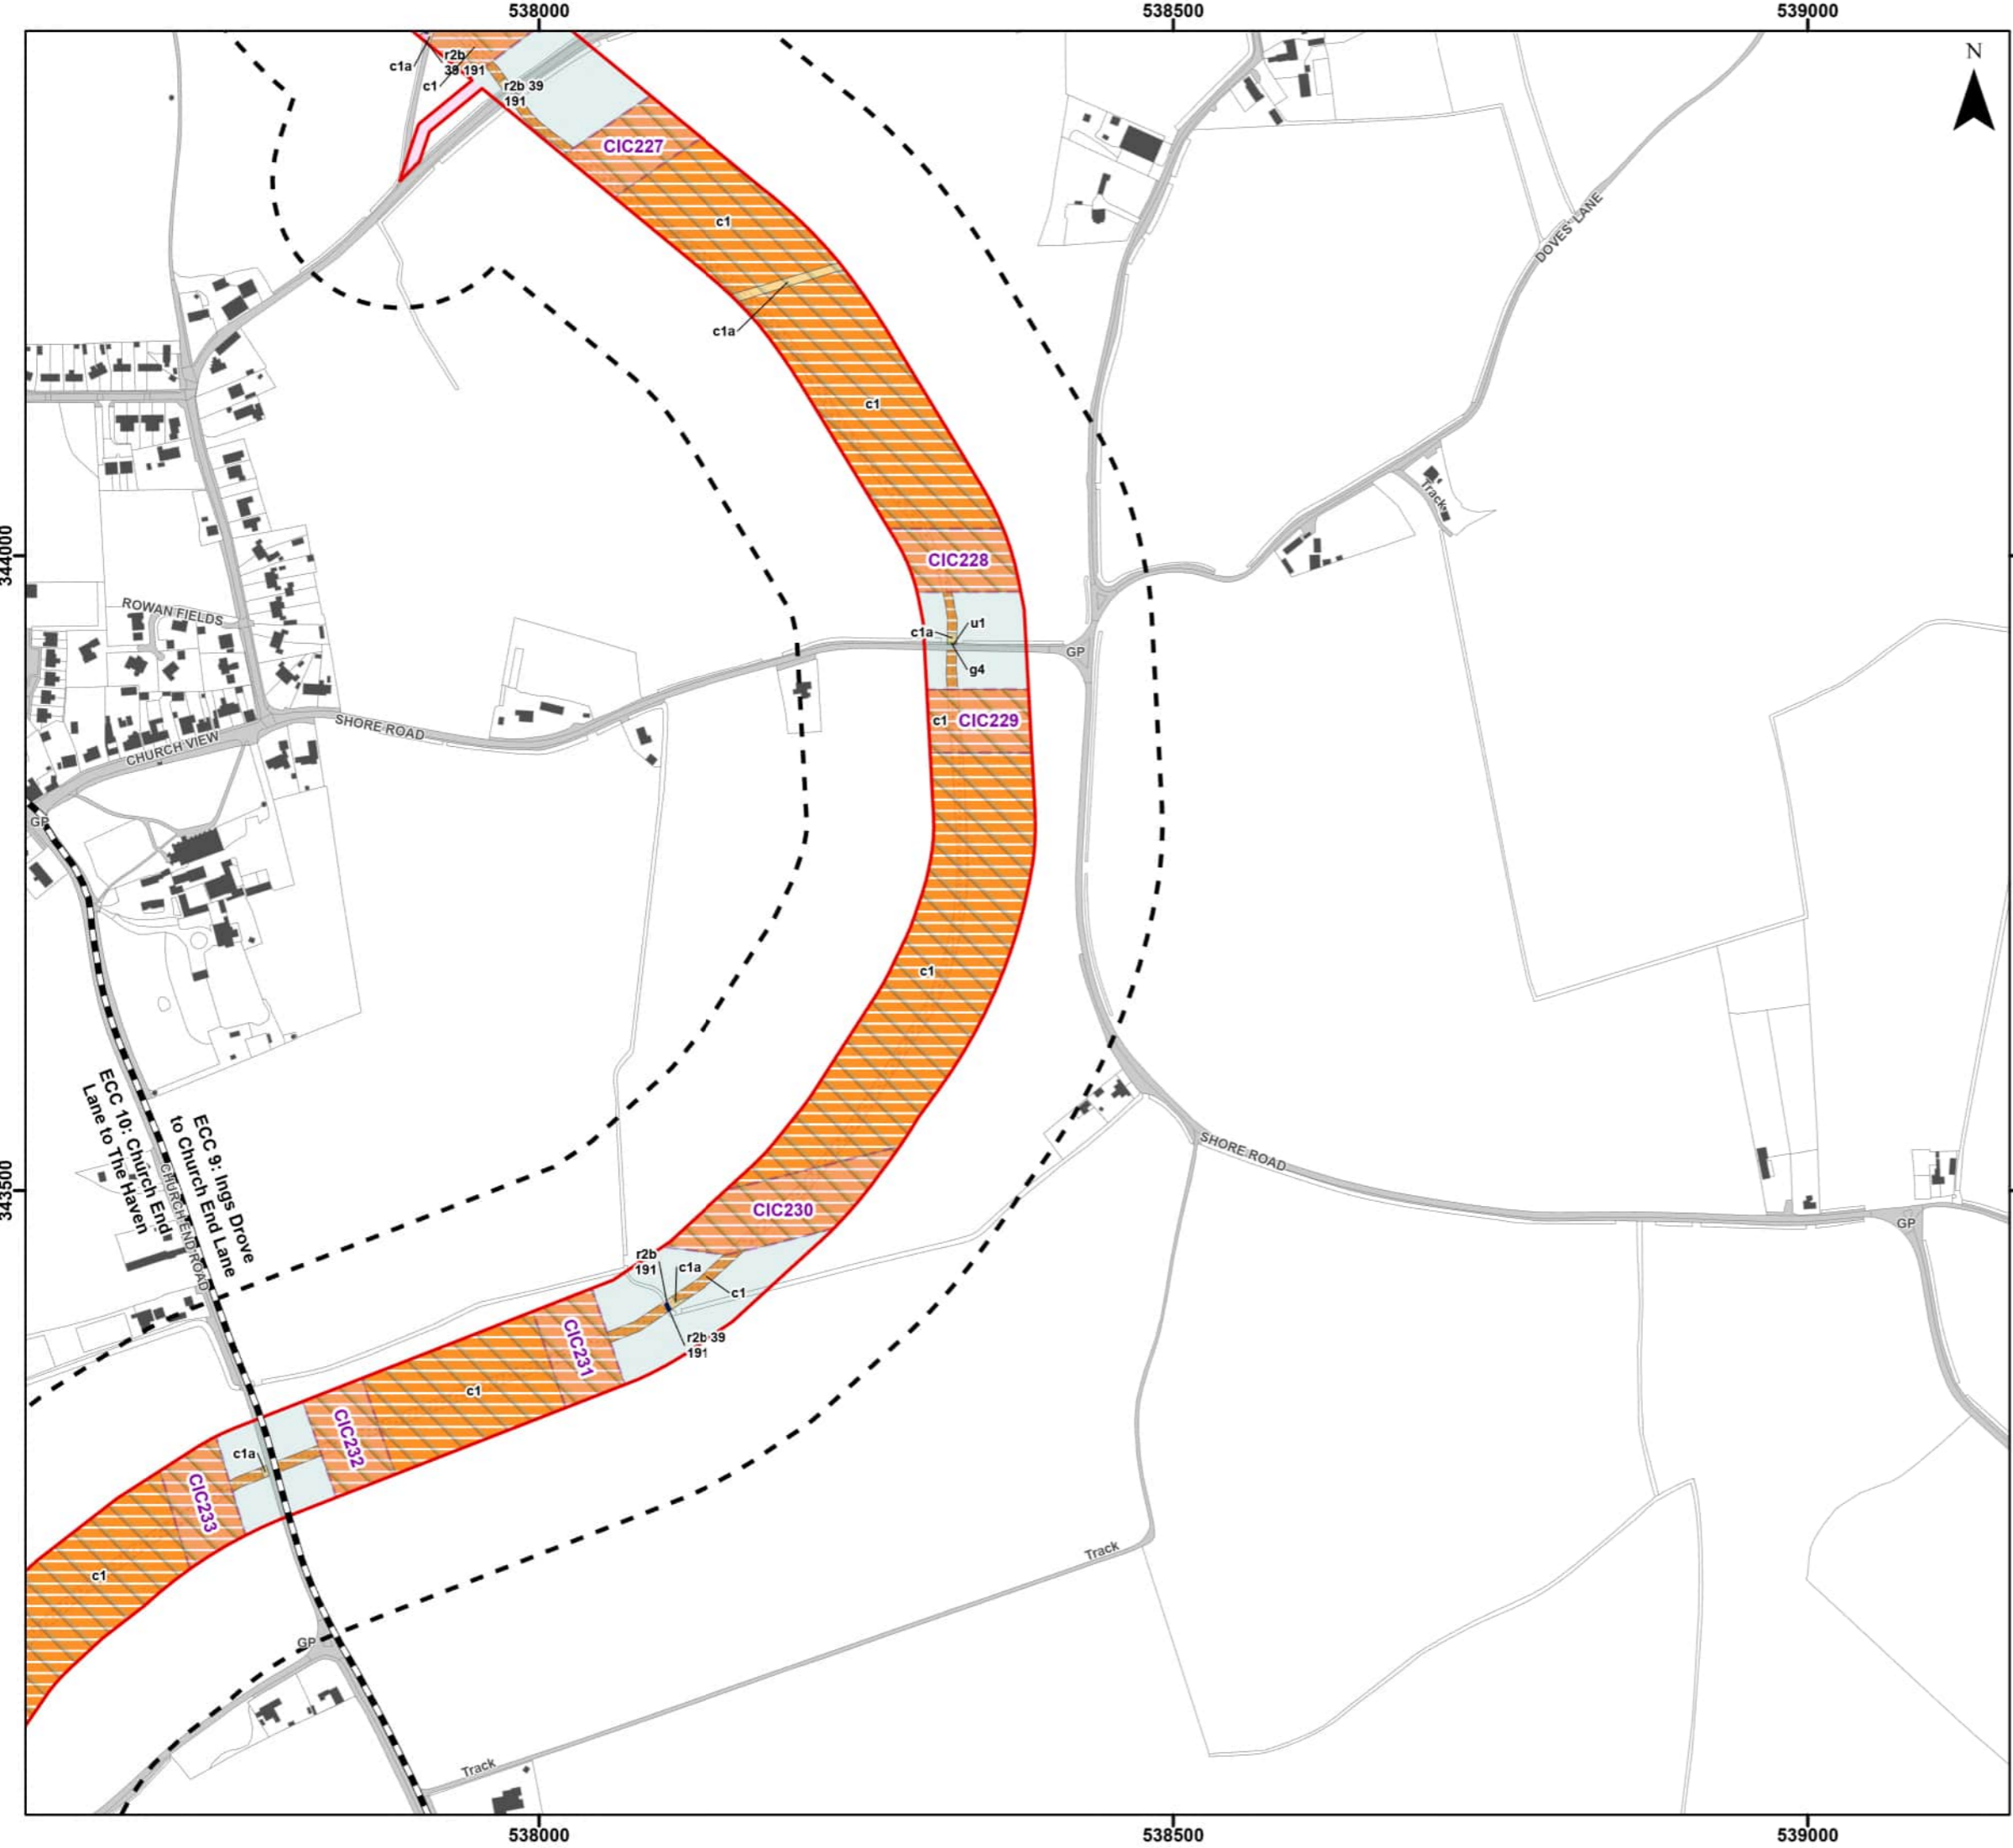 538000
538500
539000
N
c1a
r2b
39 191
c1
r2b 39
191
CIC227
c1
DOVES' LANE
c1a
c1
Track
344000
CIC228
ROWAN FIELDS
c1a
u1
GP
g4
c1
CIC229
SHORE ROAD
CHURCH VIEW
GP
c1
ECC 10: Church End
Lane to The Haven
ECC 9: Ings Drove
to Church End Lane
CHURCH END ROAD
SHORE ROAD
343500
CIC230
GP
r2b
191
c1a
c1
r2b 39
191
CIC231
c1
CIC232
c1a
CIC233
Track
c1
GP
Track
538000
538500
539000